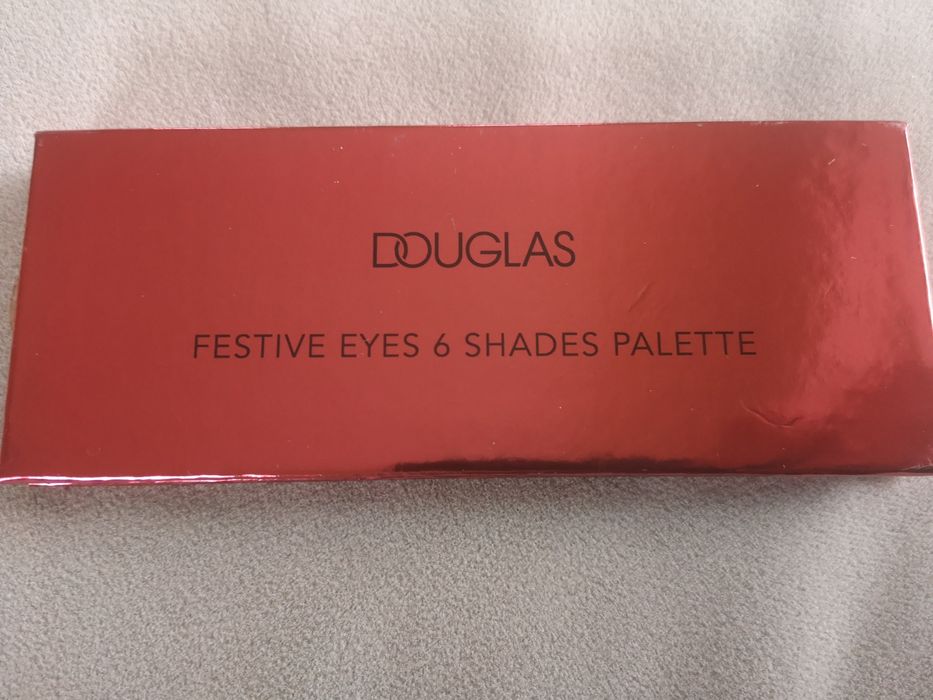 DOUGLAS
FESTIVE EYES 6 SHADES PALETTE